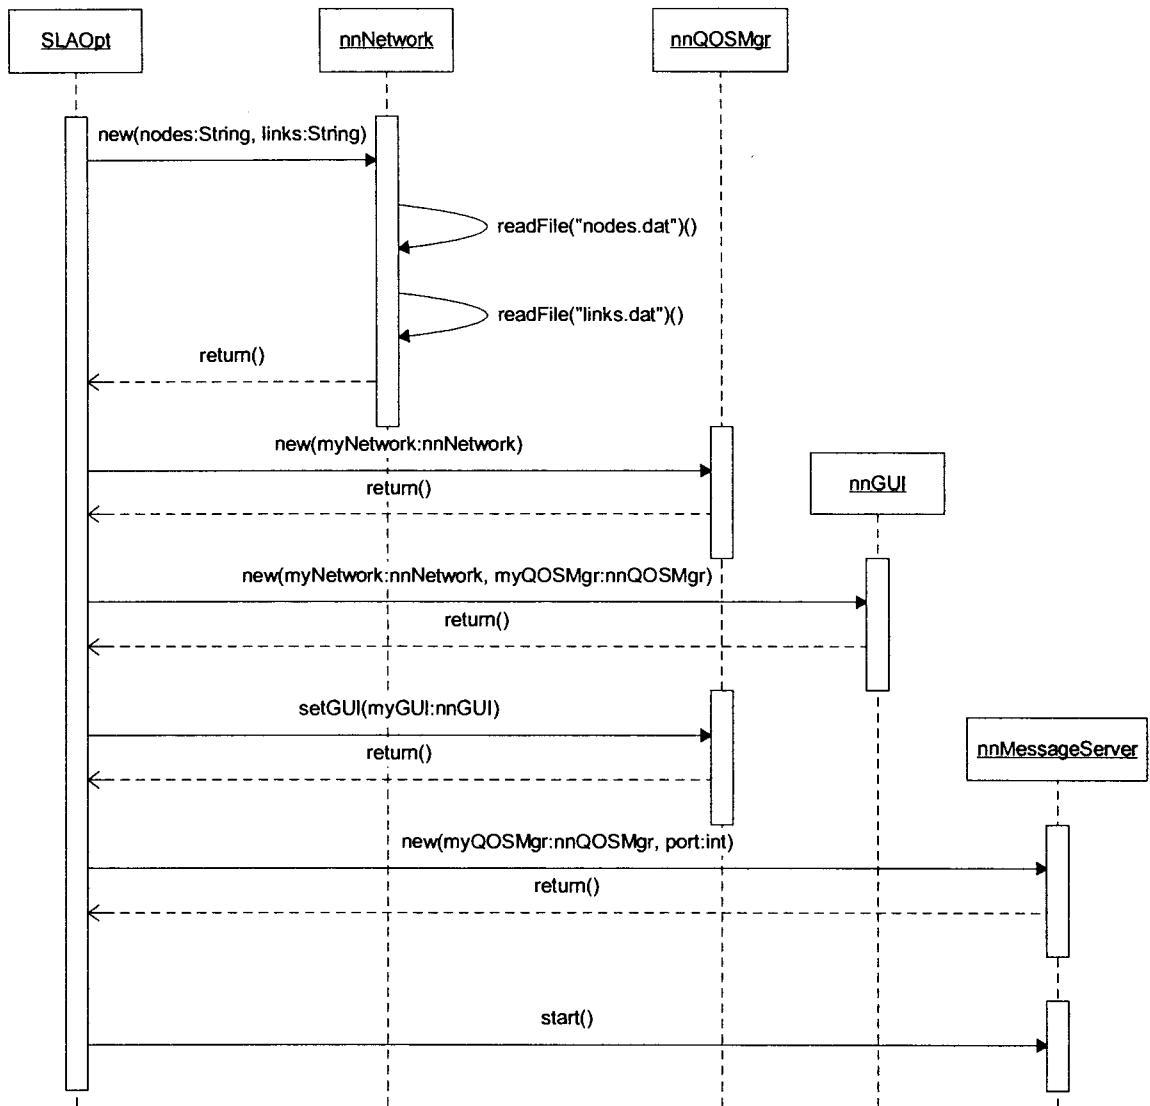 SLAOpt
nnNetwork
nnQOSMgr
new(nodes:String, links:String)
readFile("nodes.dat")()
readFile("links.dat")()
return()
new(myNetwork:nnNetwork)
return()
nnGUI
new(myNetwork:nnNetwork, myQOSMgr:nnQOSMgr)
return()
setGUI(myGUI:nnGUI)
return()
nnMessageServer
new(myQOSMgr:nnQOSMgr, port:int)
return()
start()